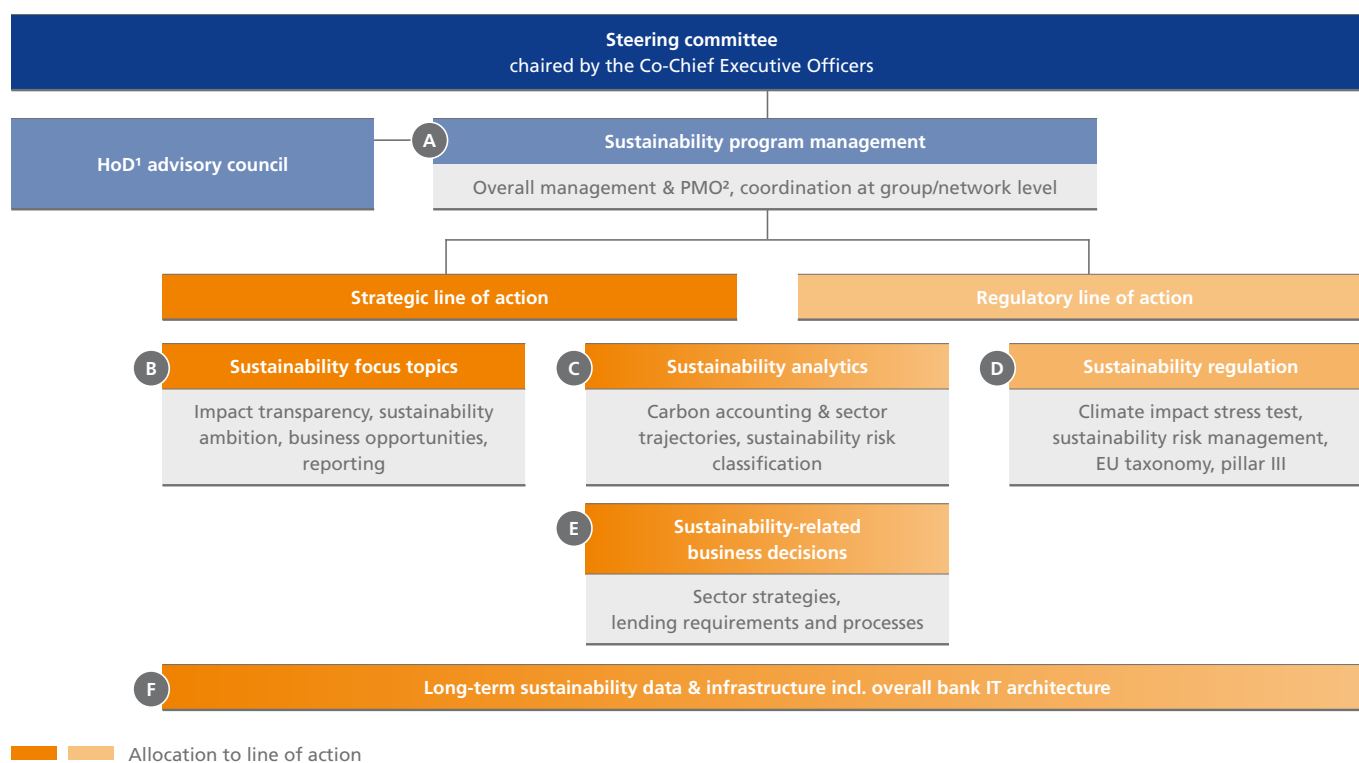 Steering committee
chaired by the Co-Chief Executive Officers
HoD¹ advisory council
A
Sustainability program management
Overall management & PMO², coordination at group/network level
Strategic line of action
Regulatory line of action
B
Sustainability focus topics
Impact transparency, sustainability
ambition, business opportunities,
reporting
C
Sustainability analytics
Carbon accounting & sector
trajectories, sustainability risk
classification
D
Sustainability regulation
Climate impact stress test,
sustainability risk management,
EU taxonomy, pillar III
E
Sustainability-related
business decisions
Sector strategies,
lending requirements and processes
F
Long-term sustainability data & infrastructure incl. overall bank IT architecture
Allocation to line of action